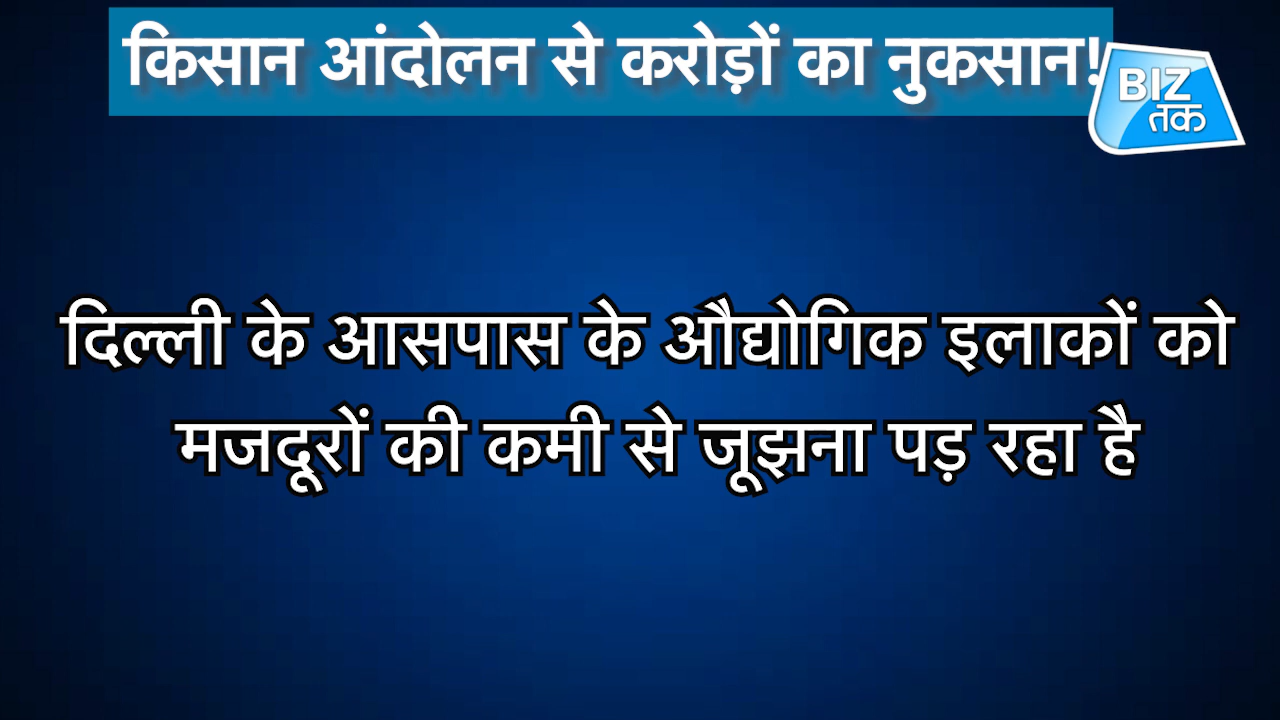 किसान आंदोलन से करोड़ों का नुकसान!
BIZ
तक
दिल्ली के आसपास के औद्योगिक इलाकों को
मजदूरों की कमी से जूझना पड़ रहा है